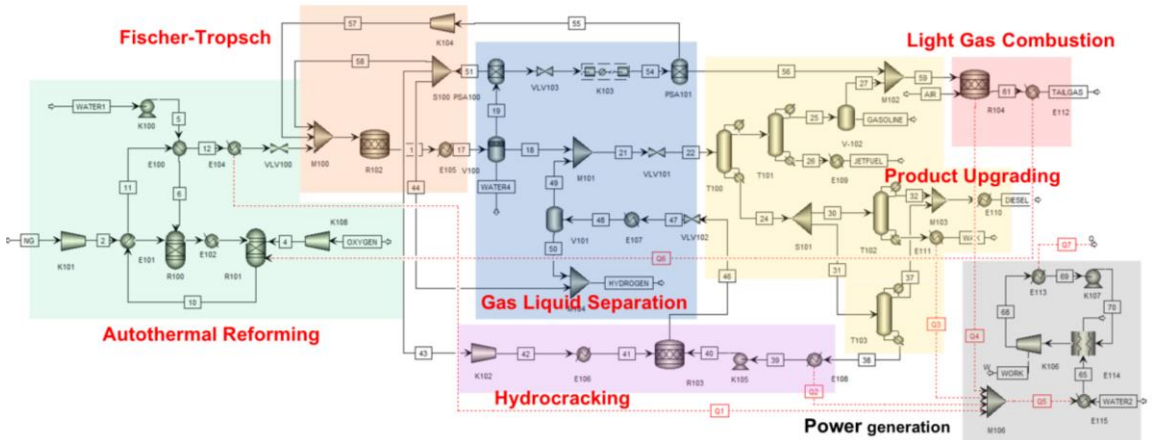 57
K104
55
Fischer-Tropsch
58
S100
51
PSA100
VLV103
K103
54
PSA101
56
27
M102
59
Light Gas Combustion
R104
61
TAILGAS
E112
AIR
WATER1
K100
5
E100
12
E104
VLV100
M100
R102
1
E105
17
V100
19
18
M101
21
VLV101
22
T100
T101
25
V-102
GASOLINE
26
E109
JETFUEL
11
6
44
WATER4
49
V101
48
E107
47
VLV102
24
S101
30
T102
32
Product Upgrading
M103
E110
DIESEL
E111
NG
K101
2
E101
R100
E102
R101
4
K108
OXYGEN
10
50
HYDROGEN
Gas Liquid Separation
46
31
37
T103
Q6
Q7
Q3
Q4
E113
69
K107
68
70
Autothermal Reforming
43
K102
42
E106
41
R103
40
K105
39
E108
38
Q2
Hydrocracking
Q1
W
WORK
K106
E114
65
Q5
WATER2
M106
E115
Power generation